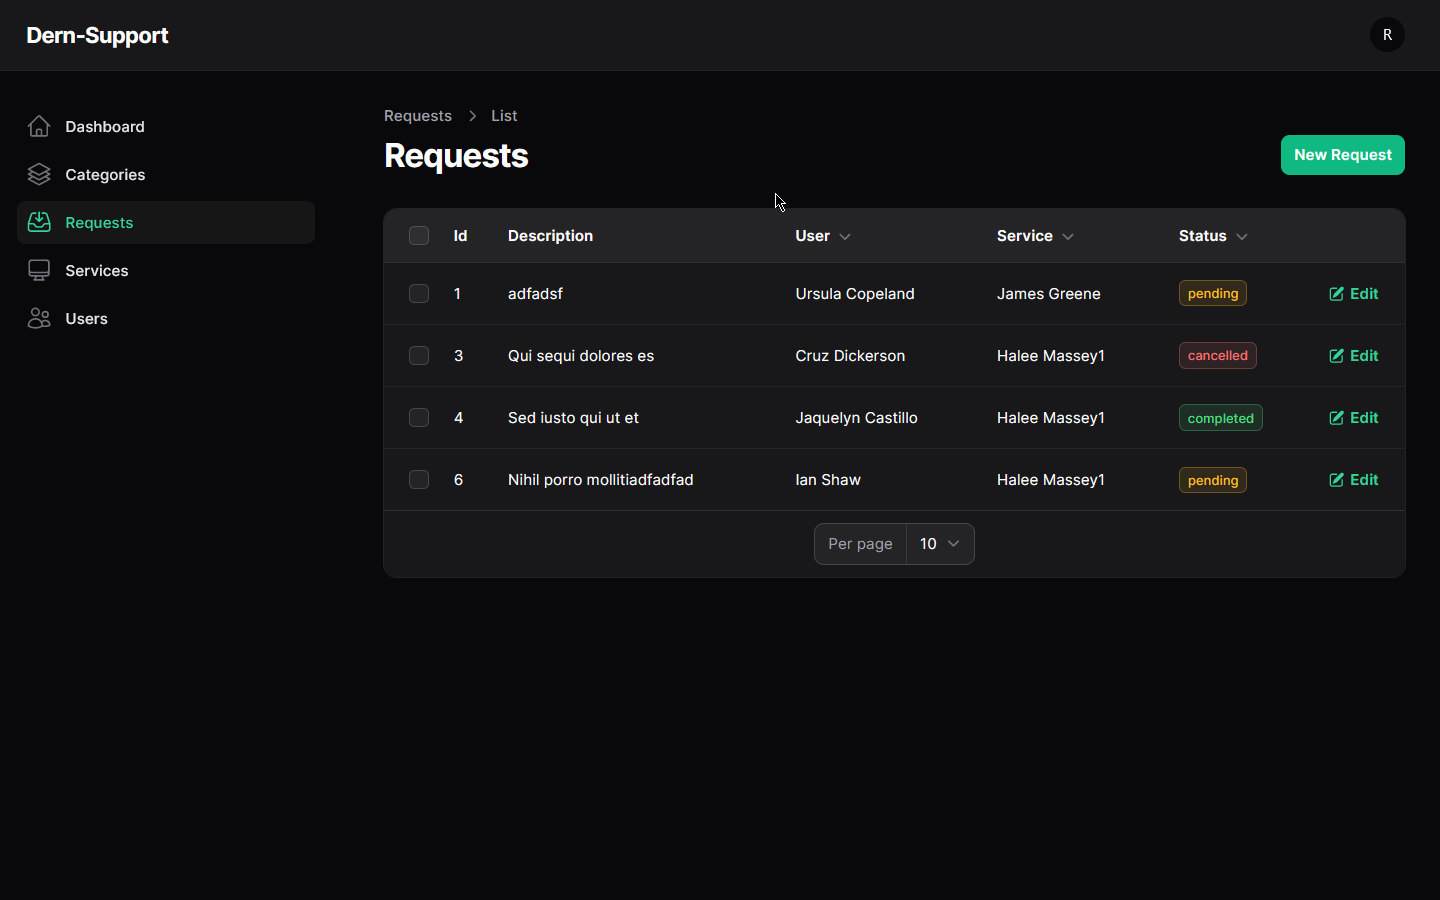 Dern-Support
R
Dashboard
Categories
Requests
Services
Users
Requests > List
Requests
New Request
Id Description User Service Status
1 adfadsf Ursula Copeland James Greene pending Edit
3 Qui sequi dolores es Cruz Dickerson Halee Massey1 cancelled Edit
4 Sed iusto qui ut et Jaquelyn Castillo Halee Massey1 completed Edit
6 Nihil porro mollitiadfadfad Ian Shaw Halee Massey1 pending Edit
Per page 10